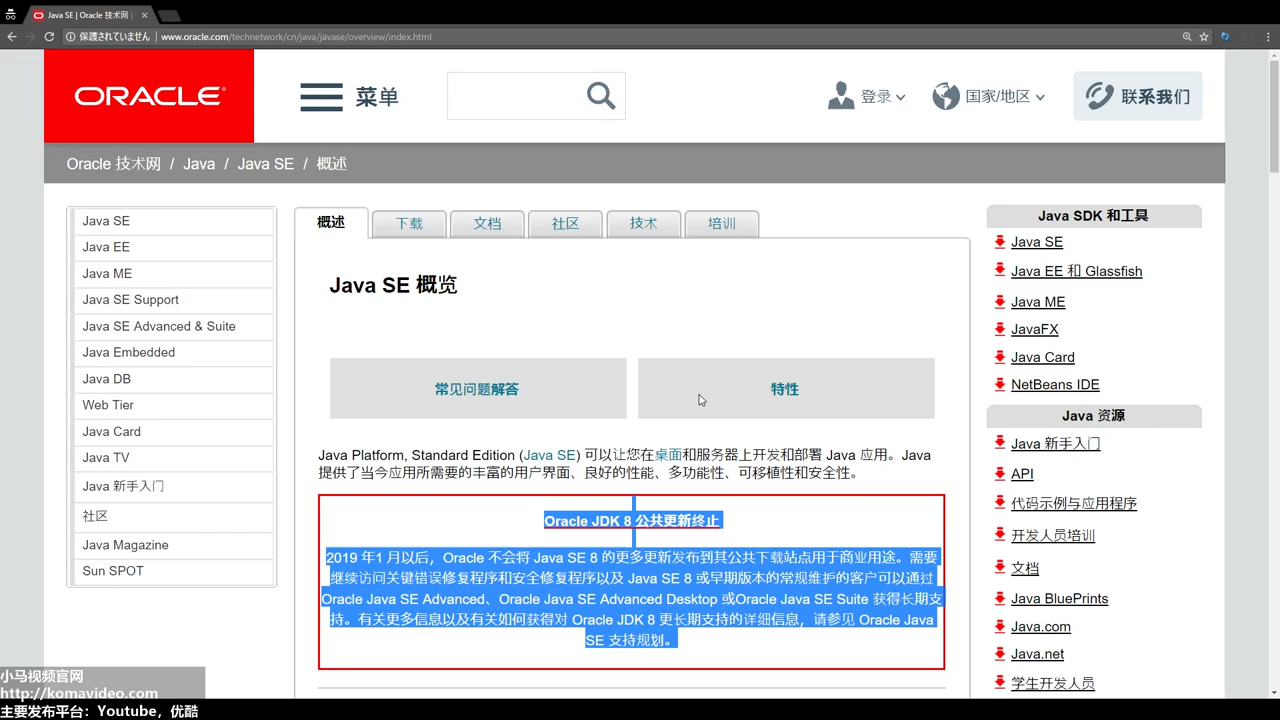 Java SE | Oracle 技术网
保護されていません | www.oracle.com/technetwork/cn/java/javase/overview/index.html
ORACLE
菜单
登录
国家/地区
联系我们
Oracle 技术网 / Java / Java SE / 概述
Java SE
Java EE
Java ME
Java SE Support
Java SE Advanced & Suite
Java Embedded
Java DB
Web Tier
Java Card
Java TV
Java 新手入门
社区
Java Magazine
Sun SPOT
概述
下载
文档
社区
技术
培训
Java SE 概览
常见问题解答
特性
Java Platform, Standard Edition (Java SE) 可以让您在桌面和服务器上开发和部署 Java 应用。Java
提供了当今应用所需要的丰富的用户界面、良好的性能、多功能性、可移植性和安全性。
Oracle JDK 8 公共更新终止
2019 年1 月以后，Oracle 不会将 Java SE 8 的更多更新发布到其公共下载站点用于商业用途。需要
继续访问关键错误修复程序和安全修复程序以及 Java SE 8 或早期版本的常规维护的客户可以通过
Oracle Java SE Advanced、Oracle Java SE Advanced Desktop 或Oracle Java SE Suite 获得长期支
持。有关更多信息以及有关如何获得对 Oracle JDK 8 更长期支持的详细信息，请参见 Oracle Java
SE 支持规划。
Java SDK 和工具
Java SE
Java EE 和 Glassfish
Java ME
JavaFX
Java Card
NetBeans IDE
Java 资源
Java 新手入门
API
代码示例与应用程序
开发人员培训
文档
Java BluePrints
Java.com
Java.net
学生开发人员
小马视频官网
http://komavideo.com
主要发布平台：Youtube，优酷